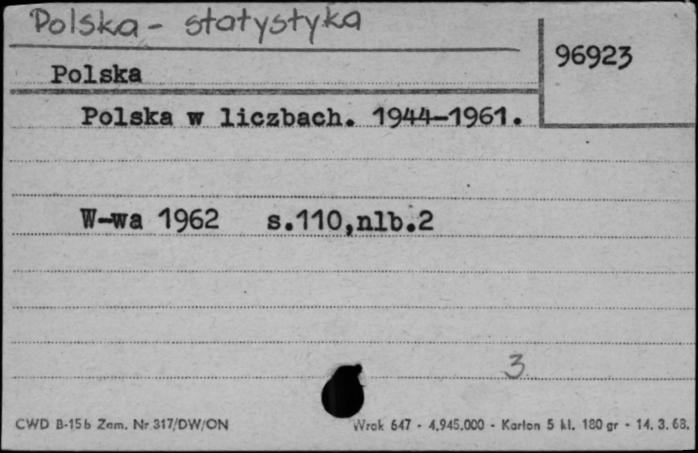 Polska - statystyka
96923
Polska
Polska w liczbach. 1944-1961.
W-wa 1962 s.110,nlb.2
3
CWD B-15b Zam. Nr 317/DW/ON
Wrok 647 - 4.945.000 - Karton 5 kl. 180 gr - 14. 3. 68.